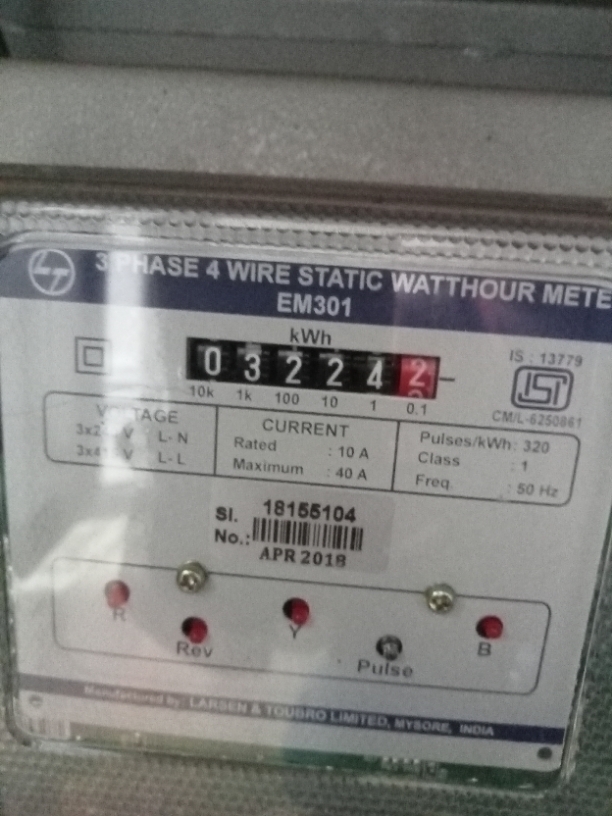 LT
3 PHASE 4 WIRE STATIC WATTHOUR METE
EM301
kWh
0 3 2 2 4 2
10k 1k 100 10 1 0.1
IS : 13779
ISI
CM/L-6250861
VOLTAGE
L- N
L- L
CURRENT
Rated : 10 A
Maximum : 40 A
Pulses/kWh: 320
Class : 1
Freq. : 50 Hz
Sl. No.: 18155104
APR 2018
R
Rev
Y
Pulse
B
Manufactured by: LARSEN & TOUBRO LIMITED, MYSORE, INDIA